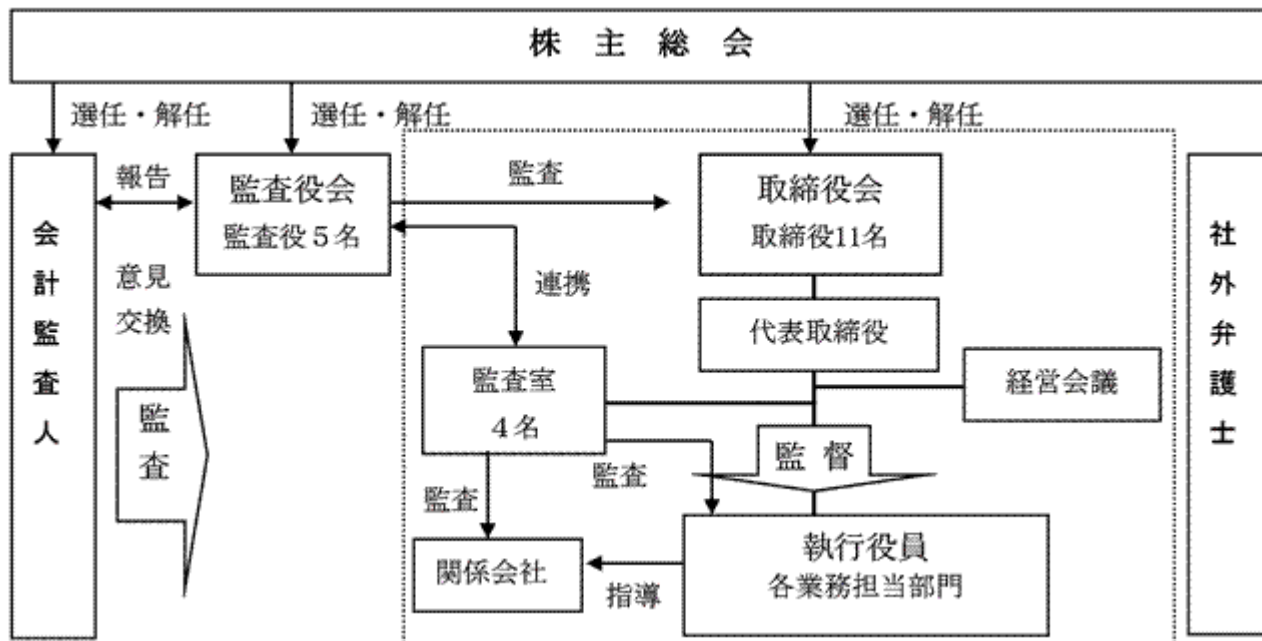 株主総会
選任・解任
選任・解任
選任・解任
会計監査人
報告
意見
交換
監査
監査役会
監査役5名
監査
連携
取締役会
取締役11名
代表取締役
経営会議
監査室
4名
監督
監査
監査
関係会社
指導
執行役員
各業務担当部門
社外弁護士